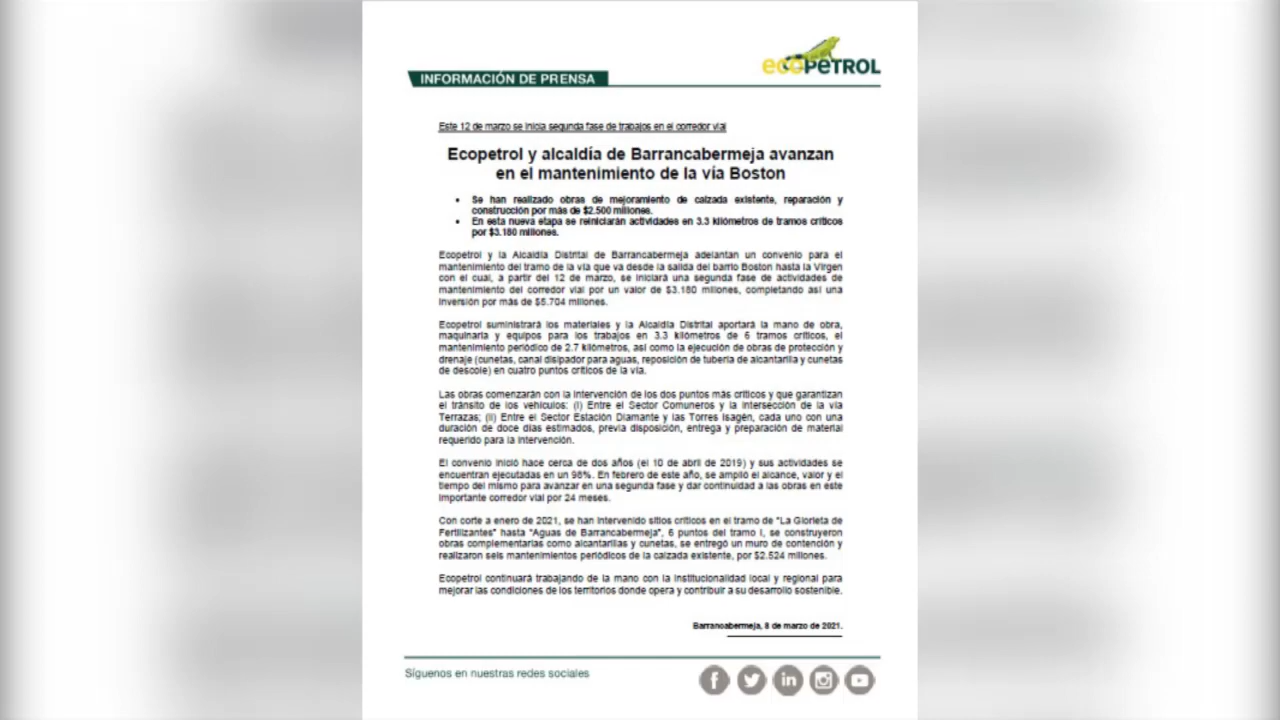 ecoPETROL
INFORMACIÓN DE PRENSA
Este 12 de marzo se inicia segunda fase de trabajos en el corredor vial
Ecopetrol y alcaldía de Barrancabermeja avanzan
en el mantenimiento de la vía Boston
• Se han realizado obras de mejoramiento de calzada existente, reparación y
construcción por más de $2.500 millones.
• En esta nueva etapa se reiniciarán actividades en 3.3 kilómetros de tramos críticos
por $3.180 millones.
Ecopetrol y la Alcaldía Distrital de Barrancabermeja adelantan un convenio para el
mantenimiento del tramo de la vía que va desde la salida del barrio Boston hasta la Virgen
con el cual, a partir del 12 de marzo, se iniciará una segunda fase de actividades de
mantenimiento del corredor vial por un valor de $3.180 millones, completando así una
inversión por más de $5.704 millones.
Ecopetrol suministrará los materiales y la Alcaldía Distrital aportará la mano de obra,
maquinaria y equipos para los trabajos en 3.3 kilómetros de 6 tramos críticos, el
mantenimiento periódico de 2.7 kilómetros, así como la ejecución de obras de protección y
drenaje (cunetas, canal disipador para aguas, reposición de tubería de alcantarilla y cunetas
de descole) en cuatro puntos críticos de la vía.
Las obras comenzarán con la intervención de los dos puntos más críticos y que garantizan
el tránsito de los vehículos: (i) Entre el Sector Comuneros y la intersección de la vía
Terrazas; (ii) Entre el Sector Estación Diamante y las Torres Isagén, cada uno con una
duración de doce días estimados, previa disposición, entrega y preparación de material
requerido para la intervención.
El convenio inició hace cerca de dos años (el 10 de abril de 2019) y sus actividades se
encuentran ejecutadas en un 98%. En febrero de este año, se amplió el alcance, valor y el
tiempo del mismo para avanzar en una segunda fase y dar continuidad a las obras en este
importante corredor vial por 24 meses.
Con corte a enero de 2021, se han intervenido sitios críticos en el tramo de "La Glorieta de
Fertilizantes" hasta "Aguas de Barrancabermeja", 6 puntos del tramo I, se construyeron
obras complementarias como alcantarillas y cunetas, se entregó un muro de contención y
realizaron seis mantenimientos periódicos de la calzada existente, por $2.524 millones.
Ecopetrol continuará trabajando de la mano con la institucionalidad local y regional para
mejorar las condiciones de los territorios donde opera y contribuir a su desarrollo sostenible.
Barrancabermeja, 8 de marzo de 2021.
Síguenos en nuestras redes sociales